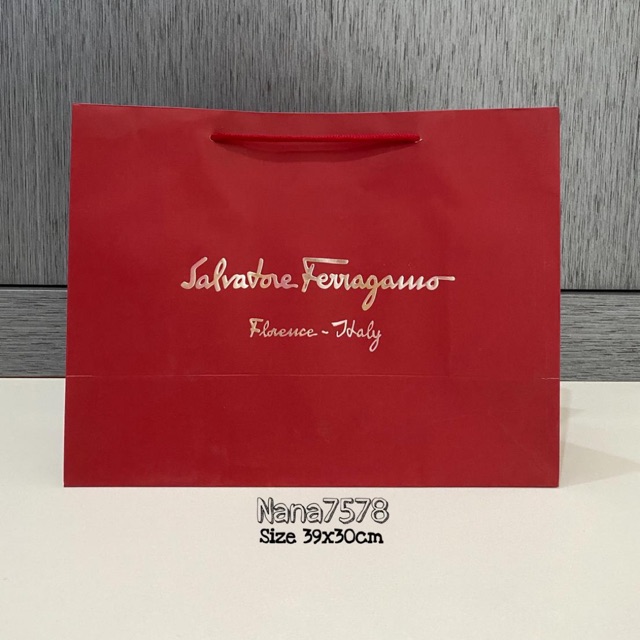 Salvatore Ferragamo
Florence - Italy
Nana7578
Size 39x30cm